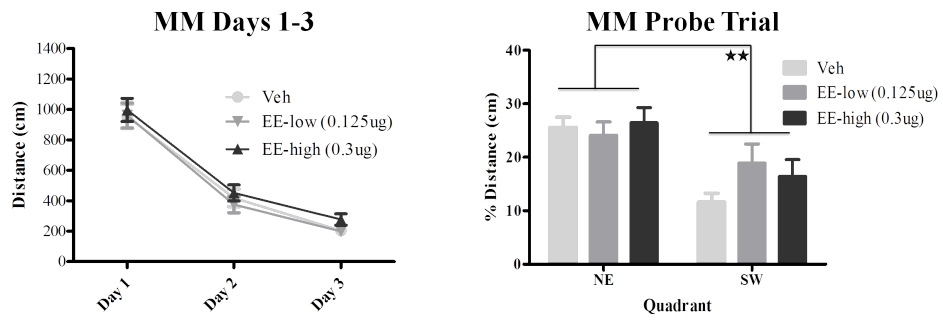 MM Days 1-3
1400
1200
1000
800
600
400
200
0
Distance (cm)
Veh
EE-low (0.125ug)
EE-high (0.3ug)
Day 1
Day 2
Day 3
MM Probe Trial
40
30
20
10
0
% Distance (cm)
★★
Veh
EE-low (0.125ug)
EE-high (0.3ug)
NE
SW
Quadrant